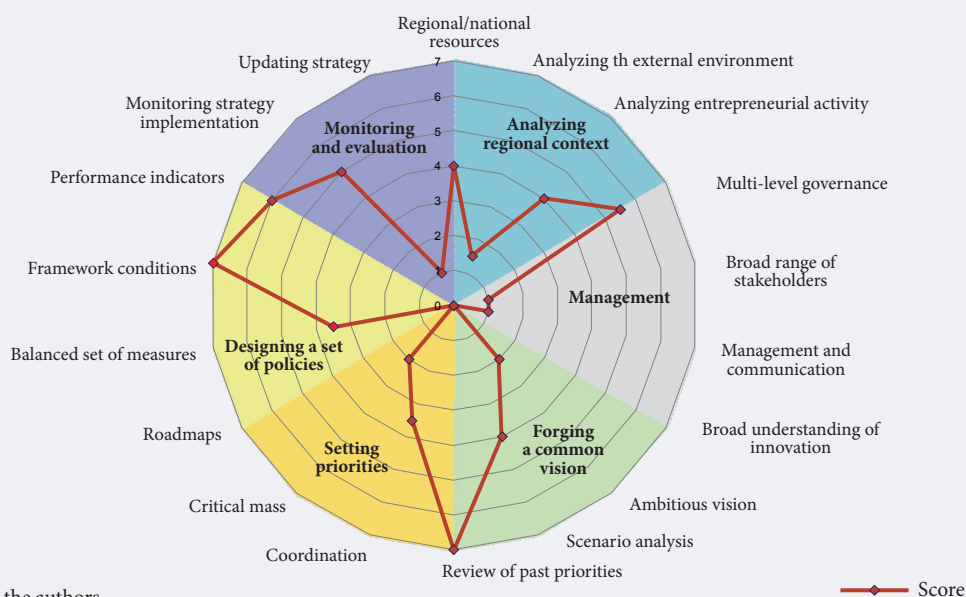 Regional/national
resources
Updating strategy
Analyzing th external environment
Monitoring strategy
implementation
Analyzing entrepreneurial activity
Monitoring
and evaluation
Analyzing
regional context
Performance indicators
Multi-level governance
Framework conditions
Broad range of
stakeholders
Management
Balanced set of measures
Designing a set
of policies
Management and
communication
Roadmaps
Broad understanding of
innovation
Setting
priorities
Forging
a common
vision
Critical mass
Ambitious vision
Coordination
Scenario analysis
Review of past priorities
7
6
5
4
3
2
1
0
the authors
Score